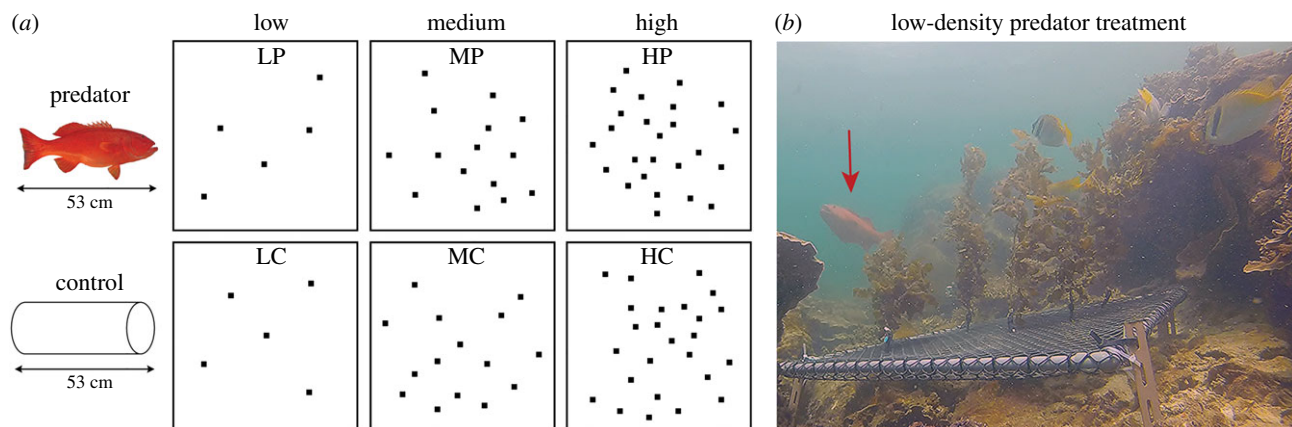 (a)
low
medium
high
(b)
low-density predator treatment
predator
53 cm
LP
MP
HP
control
53 cm
LC
MC
HC